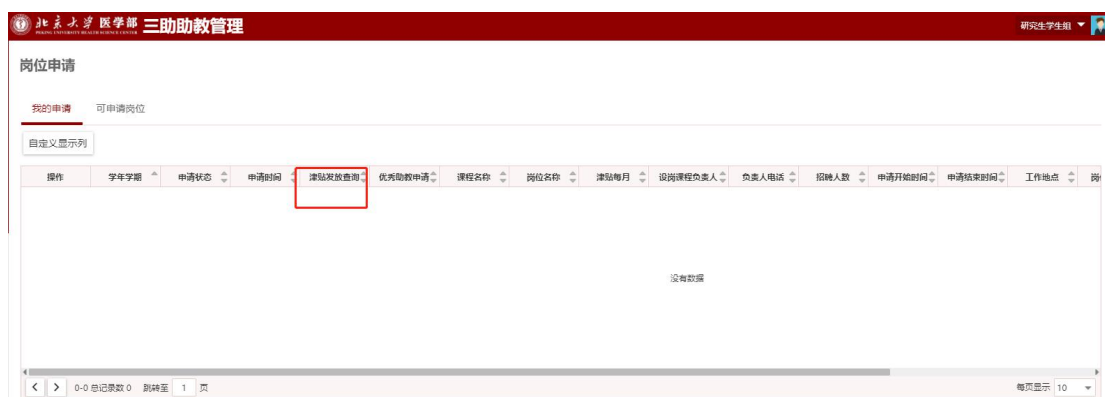 北京大学 医学部 三助助教管理 研究生学生组
PEKING UNIVERSITY HEALTH SCIENCE CENTER
岗位申请
我的申请 可申请岗位
自定义显示列
操作 学年学期 申请状态 申请时间 津贴发放查询 优秀助教申请 课程名称 岗位名称 津贴每月 设岗课程负责人 负责人电话 招聘人数 申请开始时间 申请结束时间 工作地点 岗
没有数据
0-0 总记录数 0 跳转至 1 页 每页显示 10